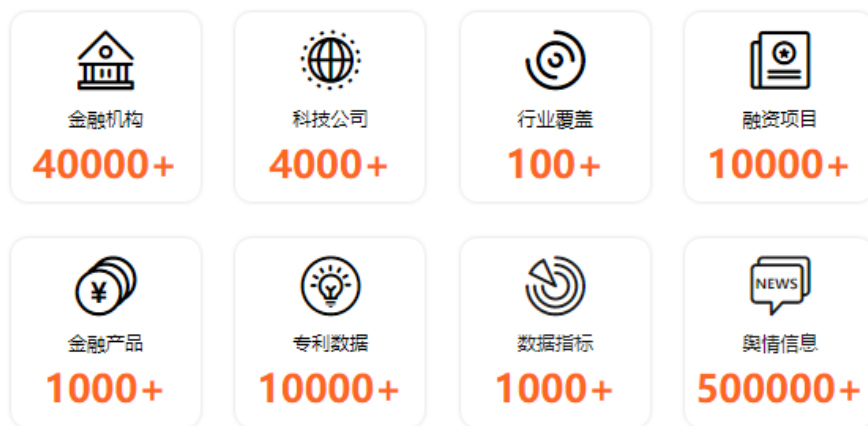 金融机构
40000+
科技公司
4000+
行业覆盖
100+
融资项目
10000+
¥
金融产品
1000+
专利数据
10000+
数据指标
1000+
NEWS
舆情信息
500000+